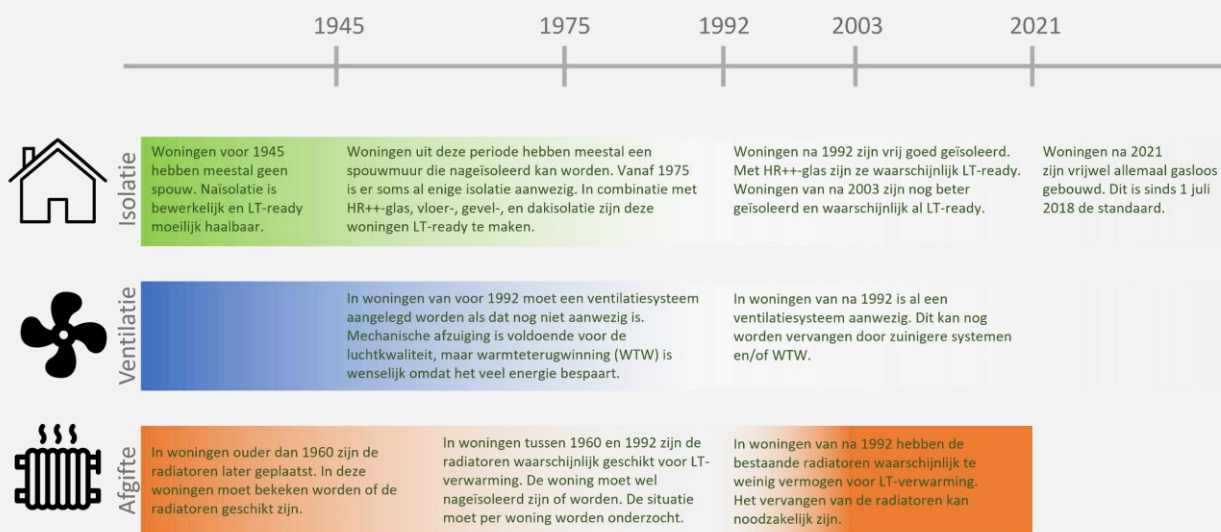 1945
1975
1992
2003
2021
Isolatie
Woningen voor 1945
hebben meestal geen
spouw. Naïsolatie is
bewerkelijk en LT-ready
moeilijk haalbaar.
Woningen uit deze periode hebben meestal een
spouwmuur die nageïsoleerd kan worden. Vanaf 1975
is er soms al enige isolatie aanwezig. In combinatie met
HR++-glas, vloer-, gevel-, en dakisolatie zijn deze
woningen LT-ready te maken.
Woningen na 1992 zijn vrij goed geïsoleerd.
Met HR++-glas zijn ze waarschijnlijk LT-ready.
Woningen van na 2003 zijn nog beter
geïsoleerd en waarschijnlijk al LT-ready.
Woningen na 2021
zijn vrijwel allemaal gasloos
gebouwd. Dit is sinds 1 juli
2018 de standaard.
Ventilatie
In woningen van voor 1992 moet een ventilatiesysteem
aangelegd worden als dat nog niet aanwezig is.
Mechanische afzuiging is voldoende voor de
luchtkwaliteit, maar warmteterugwinning (WTW) is
wenselijk omdat het veel energie bespaart.
In woningen van na 1992 is al een
ventilatiesysteem aanwezig. Dit kan nog
worden vervangen door zuinigere systemen
en/of WTW.
Afgifte
In woningen ouder dan 1960 zijn de
radiatoren later geplaatst. In deze
woningen moet bekeken worden of de
radiatoren geschikt zijn.
In woningen tussen 1960 en 1992 zijn de
radiatoren waarschijnlijk geschikt voor LT-
verwarming. De woning moet wel
nageïsoleerd zijn of worden. De situatie
moet per woning worden onderzocht.
In woningen van na 1992 hebben de
bestaande radiatoren waarschijnlijk te
weinig vermogen voor LT-verwarming.
Het vervangen van de radiatoren kan
noodzakelijk zijn.